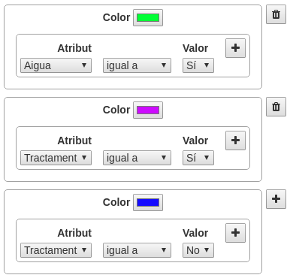 Color
Atribut Valor
Aigua igual a Sí
Color
Atribut Valor
Tractament igual a Sí
Color
Atribut Valor
Tractament igual a No